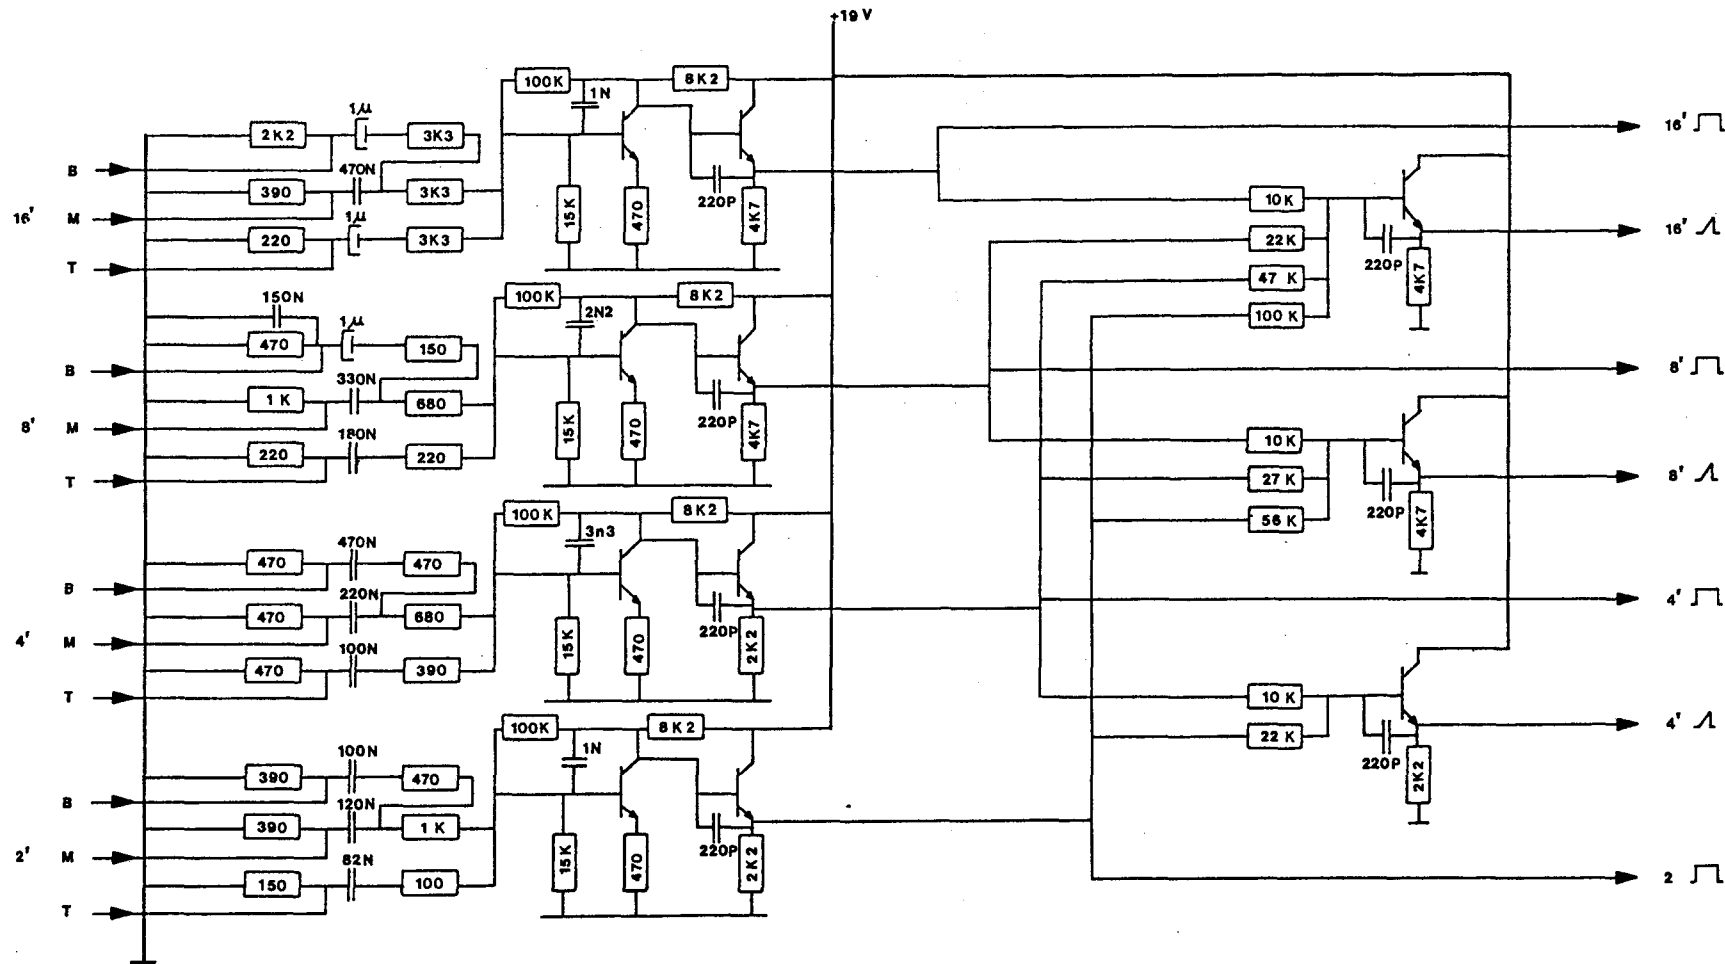 +19 V
100K
8K2
1N
1µ
2K2
3K3
B
470N
390
3K3
16' M
1µ
220
3K3
T
15K
470
220P
4K7
16'
10K
22K
47 K
100 K
220P
4K7
16'
150N
100K
8K2
2N2
1µ
470
150
B
330N
1 K
680
8' M
180N
220
220
T
15K
470
220P
4K7
8'
10 K
27 K
56 K
220P
4K7
8'
100K
8K2
3n3
470N
470
470
B
220N
470
680
4' M
100N
470
390
T
15K
470
220P
2K2
4'
10 K
22 K
220P
2K2
4'
100K
8K2
1N
100N
390
470
B
120N
390
1 K
2' M
82N
150
100
T
15K
470
220P
2K2
2